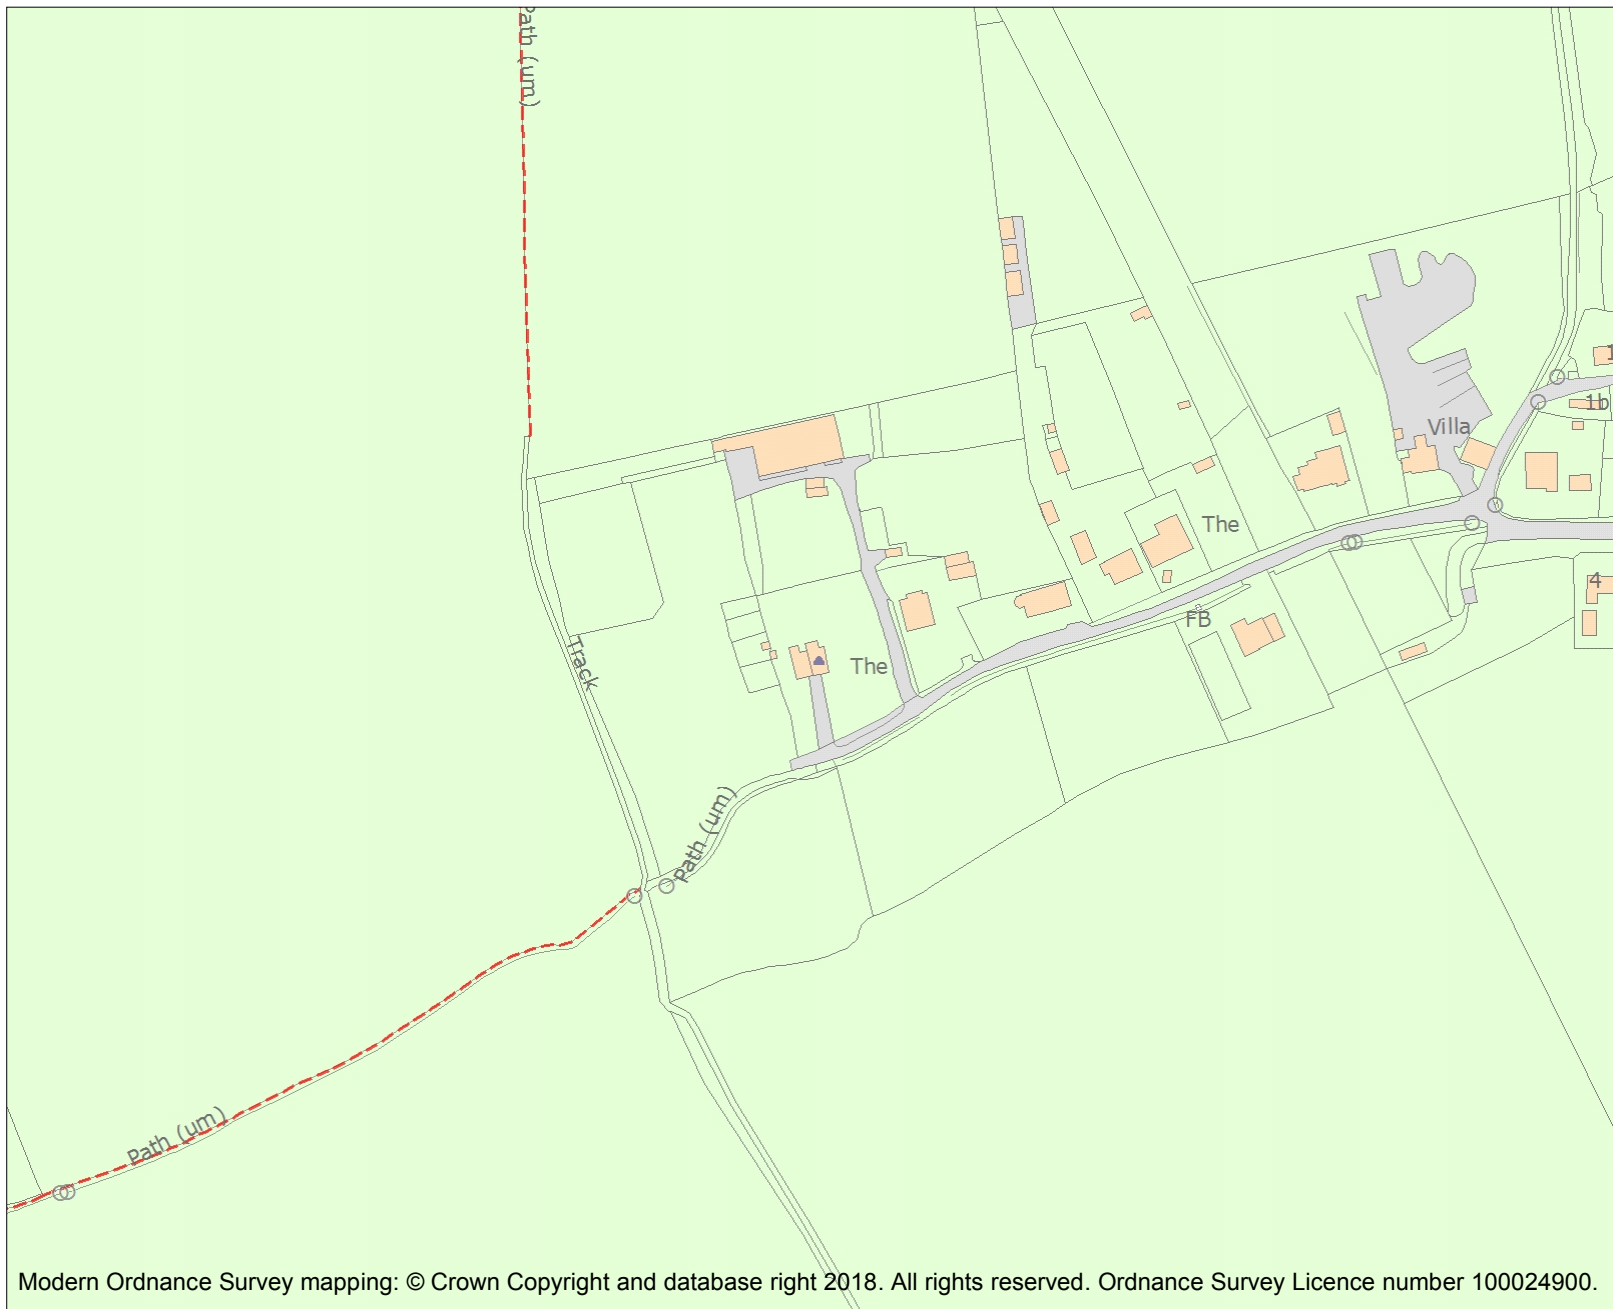 Path (um)
1
1b
Villa
The
4
FB
Track
The
Path (um)
Path (um)
Modern Ordnance Survey mapping: © Crown Copyright and database right 2018. All rights reserved. Ordnance Survey Licence number 100024900.